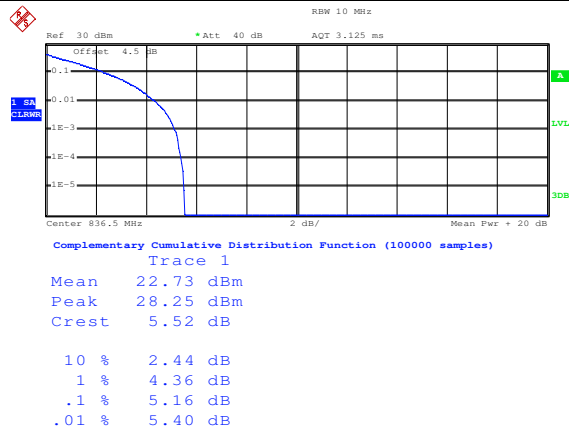 RBW 10 MHz
Ref 30 dBm *Att 40 dB AQT 3.125 ms
Offset 4.5 dB
0.1
A
0.01
1 SA
CLRWR
1E-3
LVL
1E-4
1E-5
3DB
Center 836.5 MHz 2 dB/ Mean Pwr + 20 dB
Complementary Cumulative Distribution Function (100000 samples)
Trace 1
Mean 22.73 dBm
Peak 28.25 dBm
Crest 5.52 dB
10 % 2.44 dB
1 % 4.36 dB
.1 % 5.16 dB
.01 % 5.40 dB